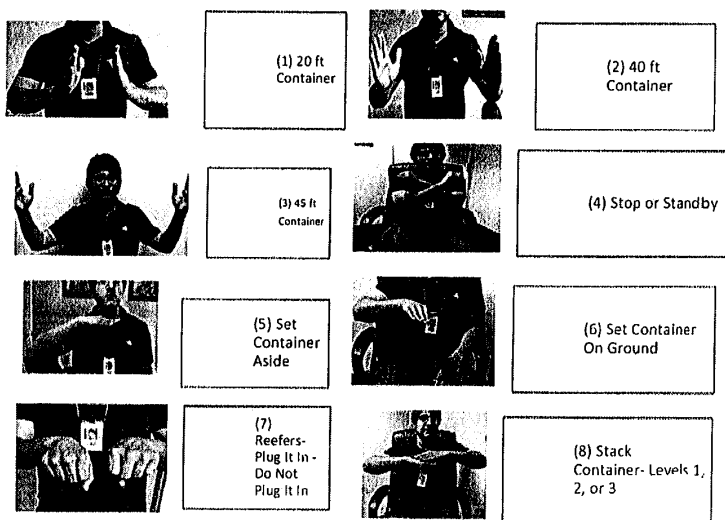 (1) 20 ft
Container
(2) 40 ft
Container
(3) 45 ft
Container
(4) Stop or Standby
(5) Set
Container
Aside
(6) Set Container
On Ground
(7)
Reefers-
Plug It In -
Do Not
Plug It In
(8) Stack
Container- Levels 1,
2, or 3